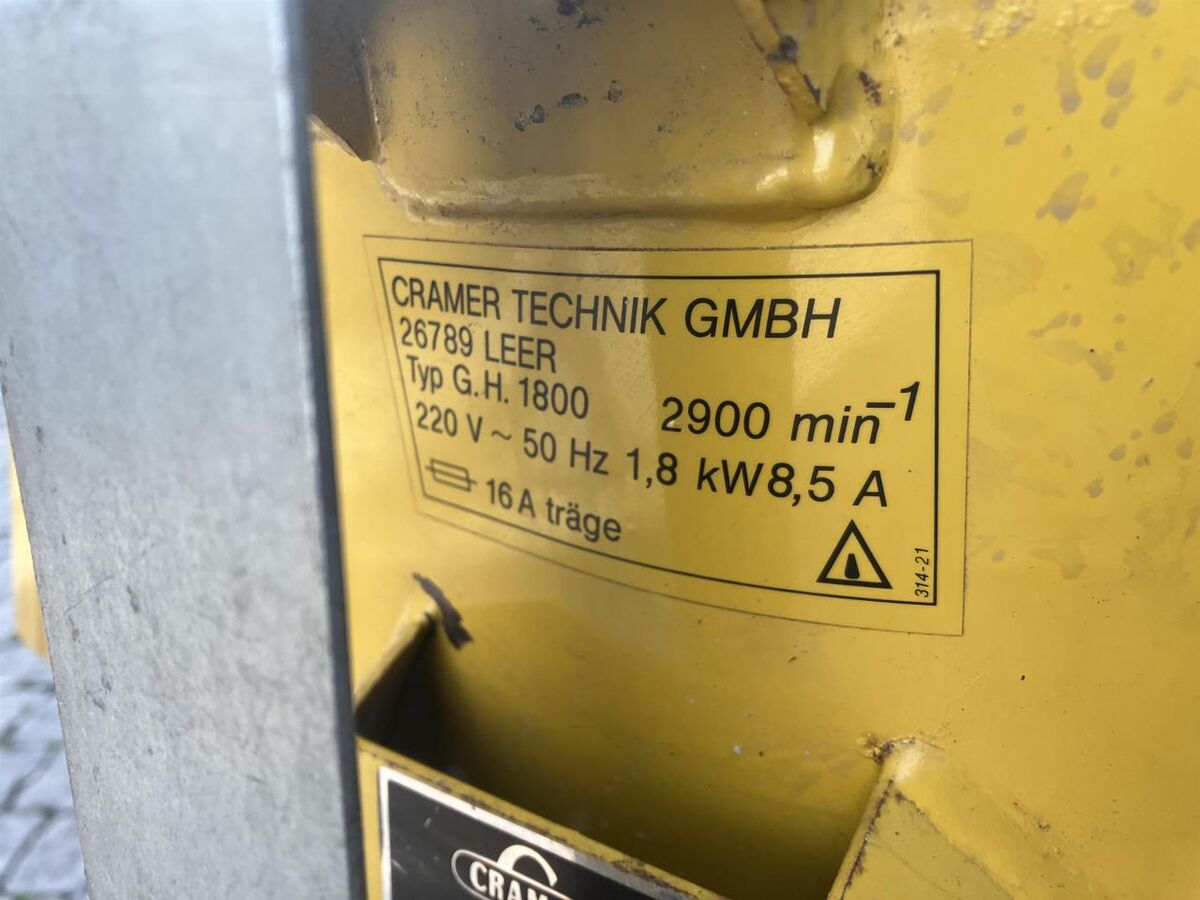 CRAMER TECHNIK GMBH
26789 LEER
Typ G.H. 1800 2900 min⁻¹
220 V ~ 50 Hz 1,8 kW 8,5 A
16 A träge
314-21